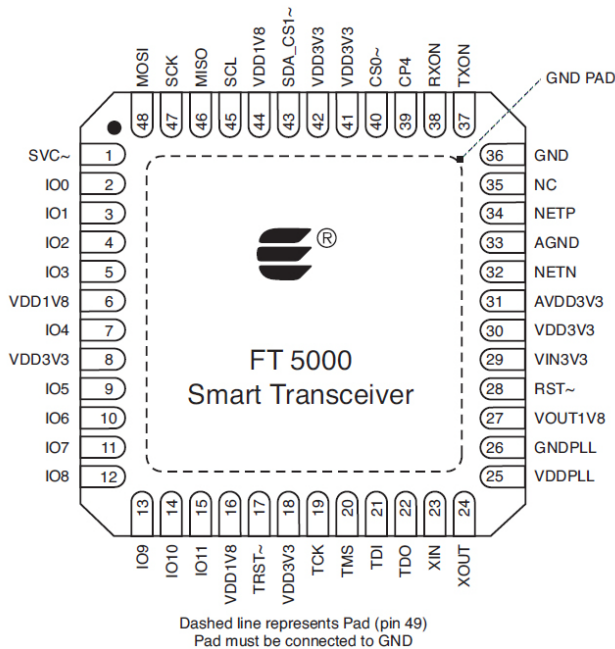 MOSI
SCK
MISO
SCL
VDD1V8
SDA_CS1~
VDD3V3
VDD3V3
CS0~
CP4
RXON
TXON
GND PAD
48
47
46
45
44
43
42
41
40
39
38
37
SVC~ 1
IO0 2
IO1 3
IO2 4
IO3 5
VDD1V8 6
IO4 7
VDD3V3 8
IO5 9
IO6 10
IO7 11
IO8 12
®
FT 5000
Smart Transceiver
36 GND
35 NC
34 NETP
33 AGND
32 NETN
31 AVDD3V3
30 VDD3V3
29 VIN3V3
28 RST~
27 VOUT1V8
26 GNDPLL
25 VDDPLL
13
14
15
16
17
18
19
20
21
22
23
24
IO9
IO10
IO11
VDD1V8
TRST~
VDD3V3
TCK
TMS
TDI
TDO
XIN
XOUT
Dashed line represents Pad (pin 49)
Pad must be connected to GND